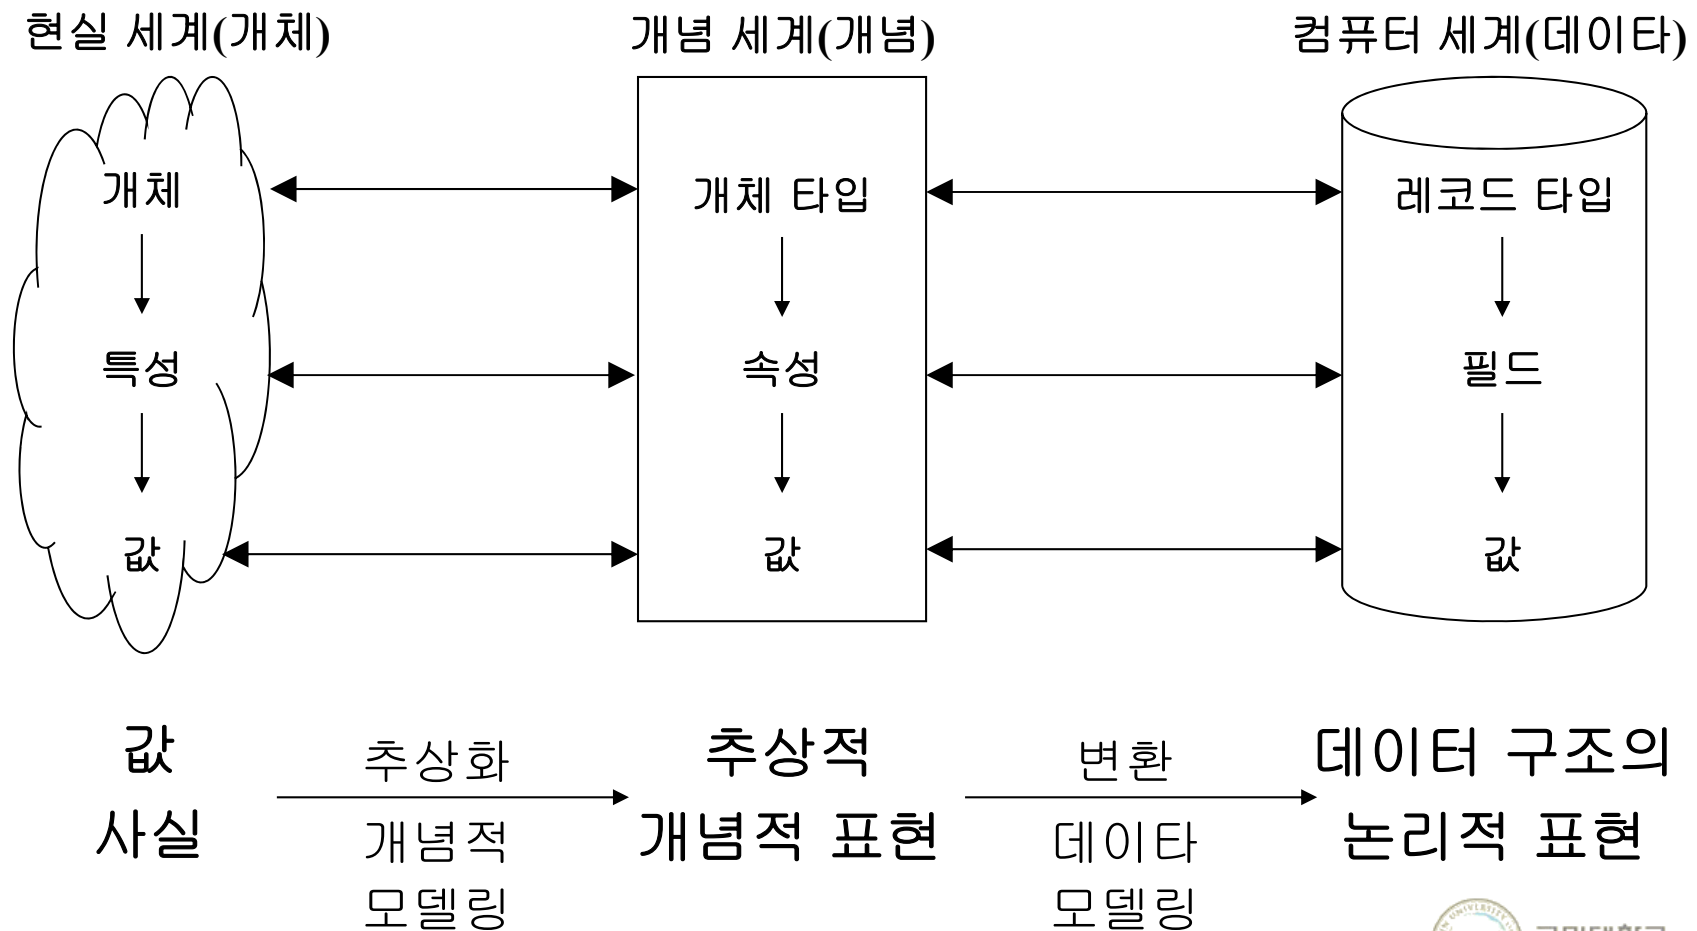 현실 세계(개체)
개념 세계(개념)
컴퓨터 세계(데이타)
개체
개체 타입
레코드 타입
특성
속성
필드
값
값
값
값
사실
추상화
개념적
모델링
추상적
개념적 표현
변환
데이타
모델링
데이터 구조의
논리적 표현